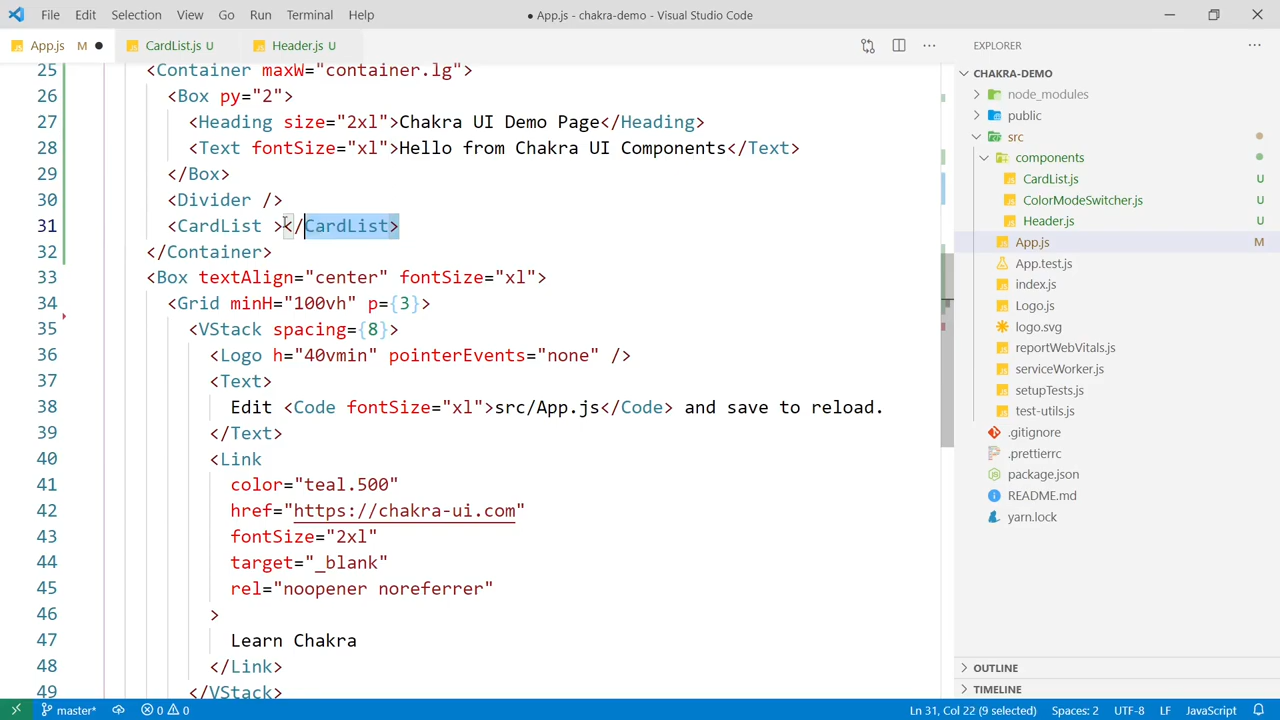 File Edit Selection View Go Run Terminal Help
● App.js - chakra-demo - Visual Studio Code
App.js M ●
CardList.js U
Header.js U
EXPLORER
25 <Container maxW="container.lg">
26 <Box py="2">
27 <Heading size="2xl">Chakra UI Demo Page</Heading>
28 <Text fontSize="xl">Hello from Chakra UI Components</Text>
29 </Box>
30 <Divider />
31 <CardList ></CardList>
32 </Container>
33 <Box textAlign="center" fontSize="xl">
34 <Grid minH="100vh" p={3}>
35 <VStack spacing={8}>
36 <Logo h="40vmin" pointerEvents="none" />
37 <Text>
38 Edit <Code fontSize="xl">src/App.js</Code> and save to reload.
39 </Text>
40 <Link
41 color="teal.500"
42 href="https://chakra-ui.com"
43 fontSize="2xl"
44 target="_blank"
45 rel="noopener noreferrer"
46 >
47 Learn Chakra
48 </Link>
49 </VStack>
CHAKRA-DEMO
node_modules
public
src
components
CardList.js U
ColorModeSwitcher.js U
Header.js U
App.js M
App.test.js
index.js
Logo.js
logo.svg
reportWebVitals.js
serviceWorker.js
setupTests.js
test-utils.js
.gitignore
.prettierrc
package.json
README.md
yarn.lock
OUTLINE
TIMELINE
master* 0 0 Ln 31, Col 22 (9 selected) Spaces: 2 UTF-8 LF JavaScript